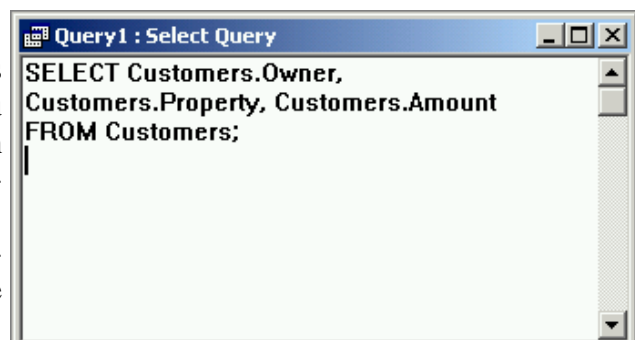 Query1 : Select Query
SELECT Customers.Owner,
Customers.Property, Customers.Amount
FROM Customers;